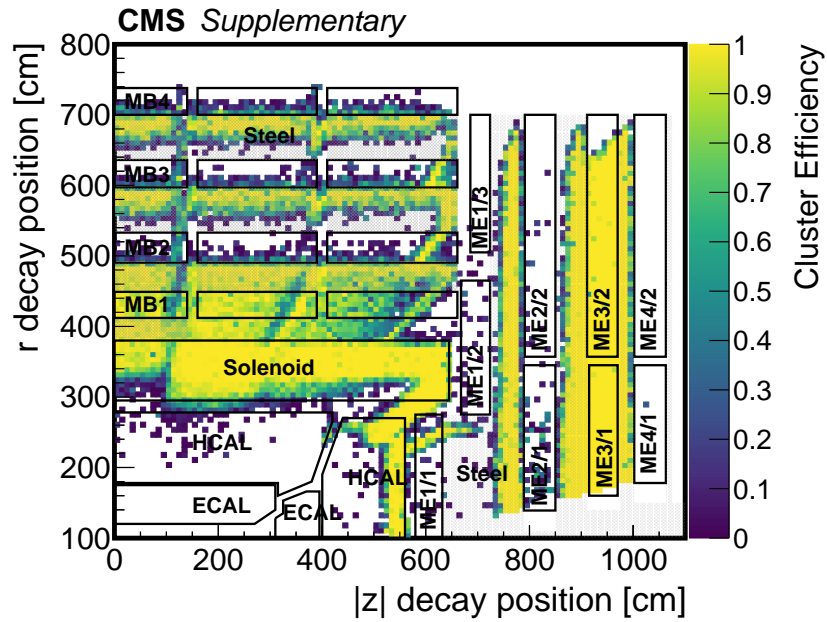 CMS Supplementary
r decay position [cm]
800
700
600
500
400
300
200
100
0
200
400
600
800
1000
|z| decay position [cm]
MB4
Steel
MB3
MB2
MB1
Solenoid
HCAL
ECAL
ECAL
HCAL
ME1/1
Steel
ME1/2
ME1/3
ME2/1
ME2/2
ME3/1
ME3/2
ME4/1
ME4/2
1
0.9
0.8
0.7
0.6
0.5
0.4
0.3
0.2
0.1
0
Cluster Efficiency